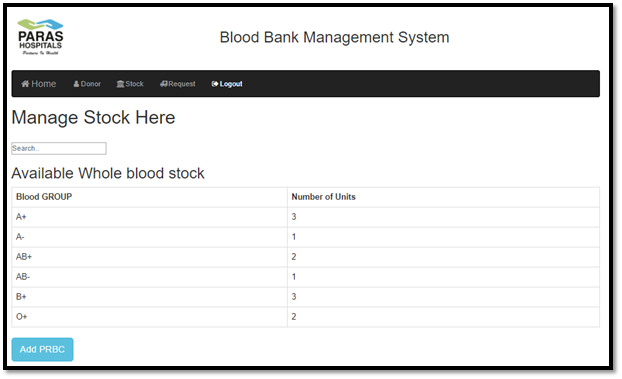 PARAS
HOSPITALS
Partners In Health
Blood Bank Management System
Home Donor Stock Request Logout
Manage Stock Here
Search..
Available Whole blood stock
Blood GROUP Number of Units
A+ 3
A- 1
AB+ 2
AB- 1
B+ 3
O+ 2
Add PRBC